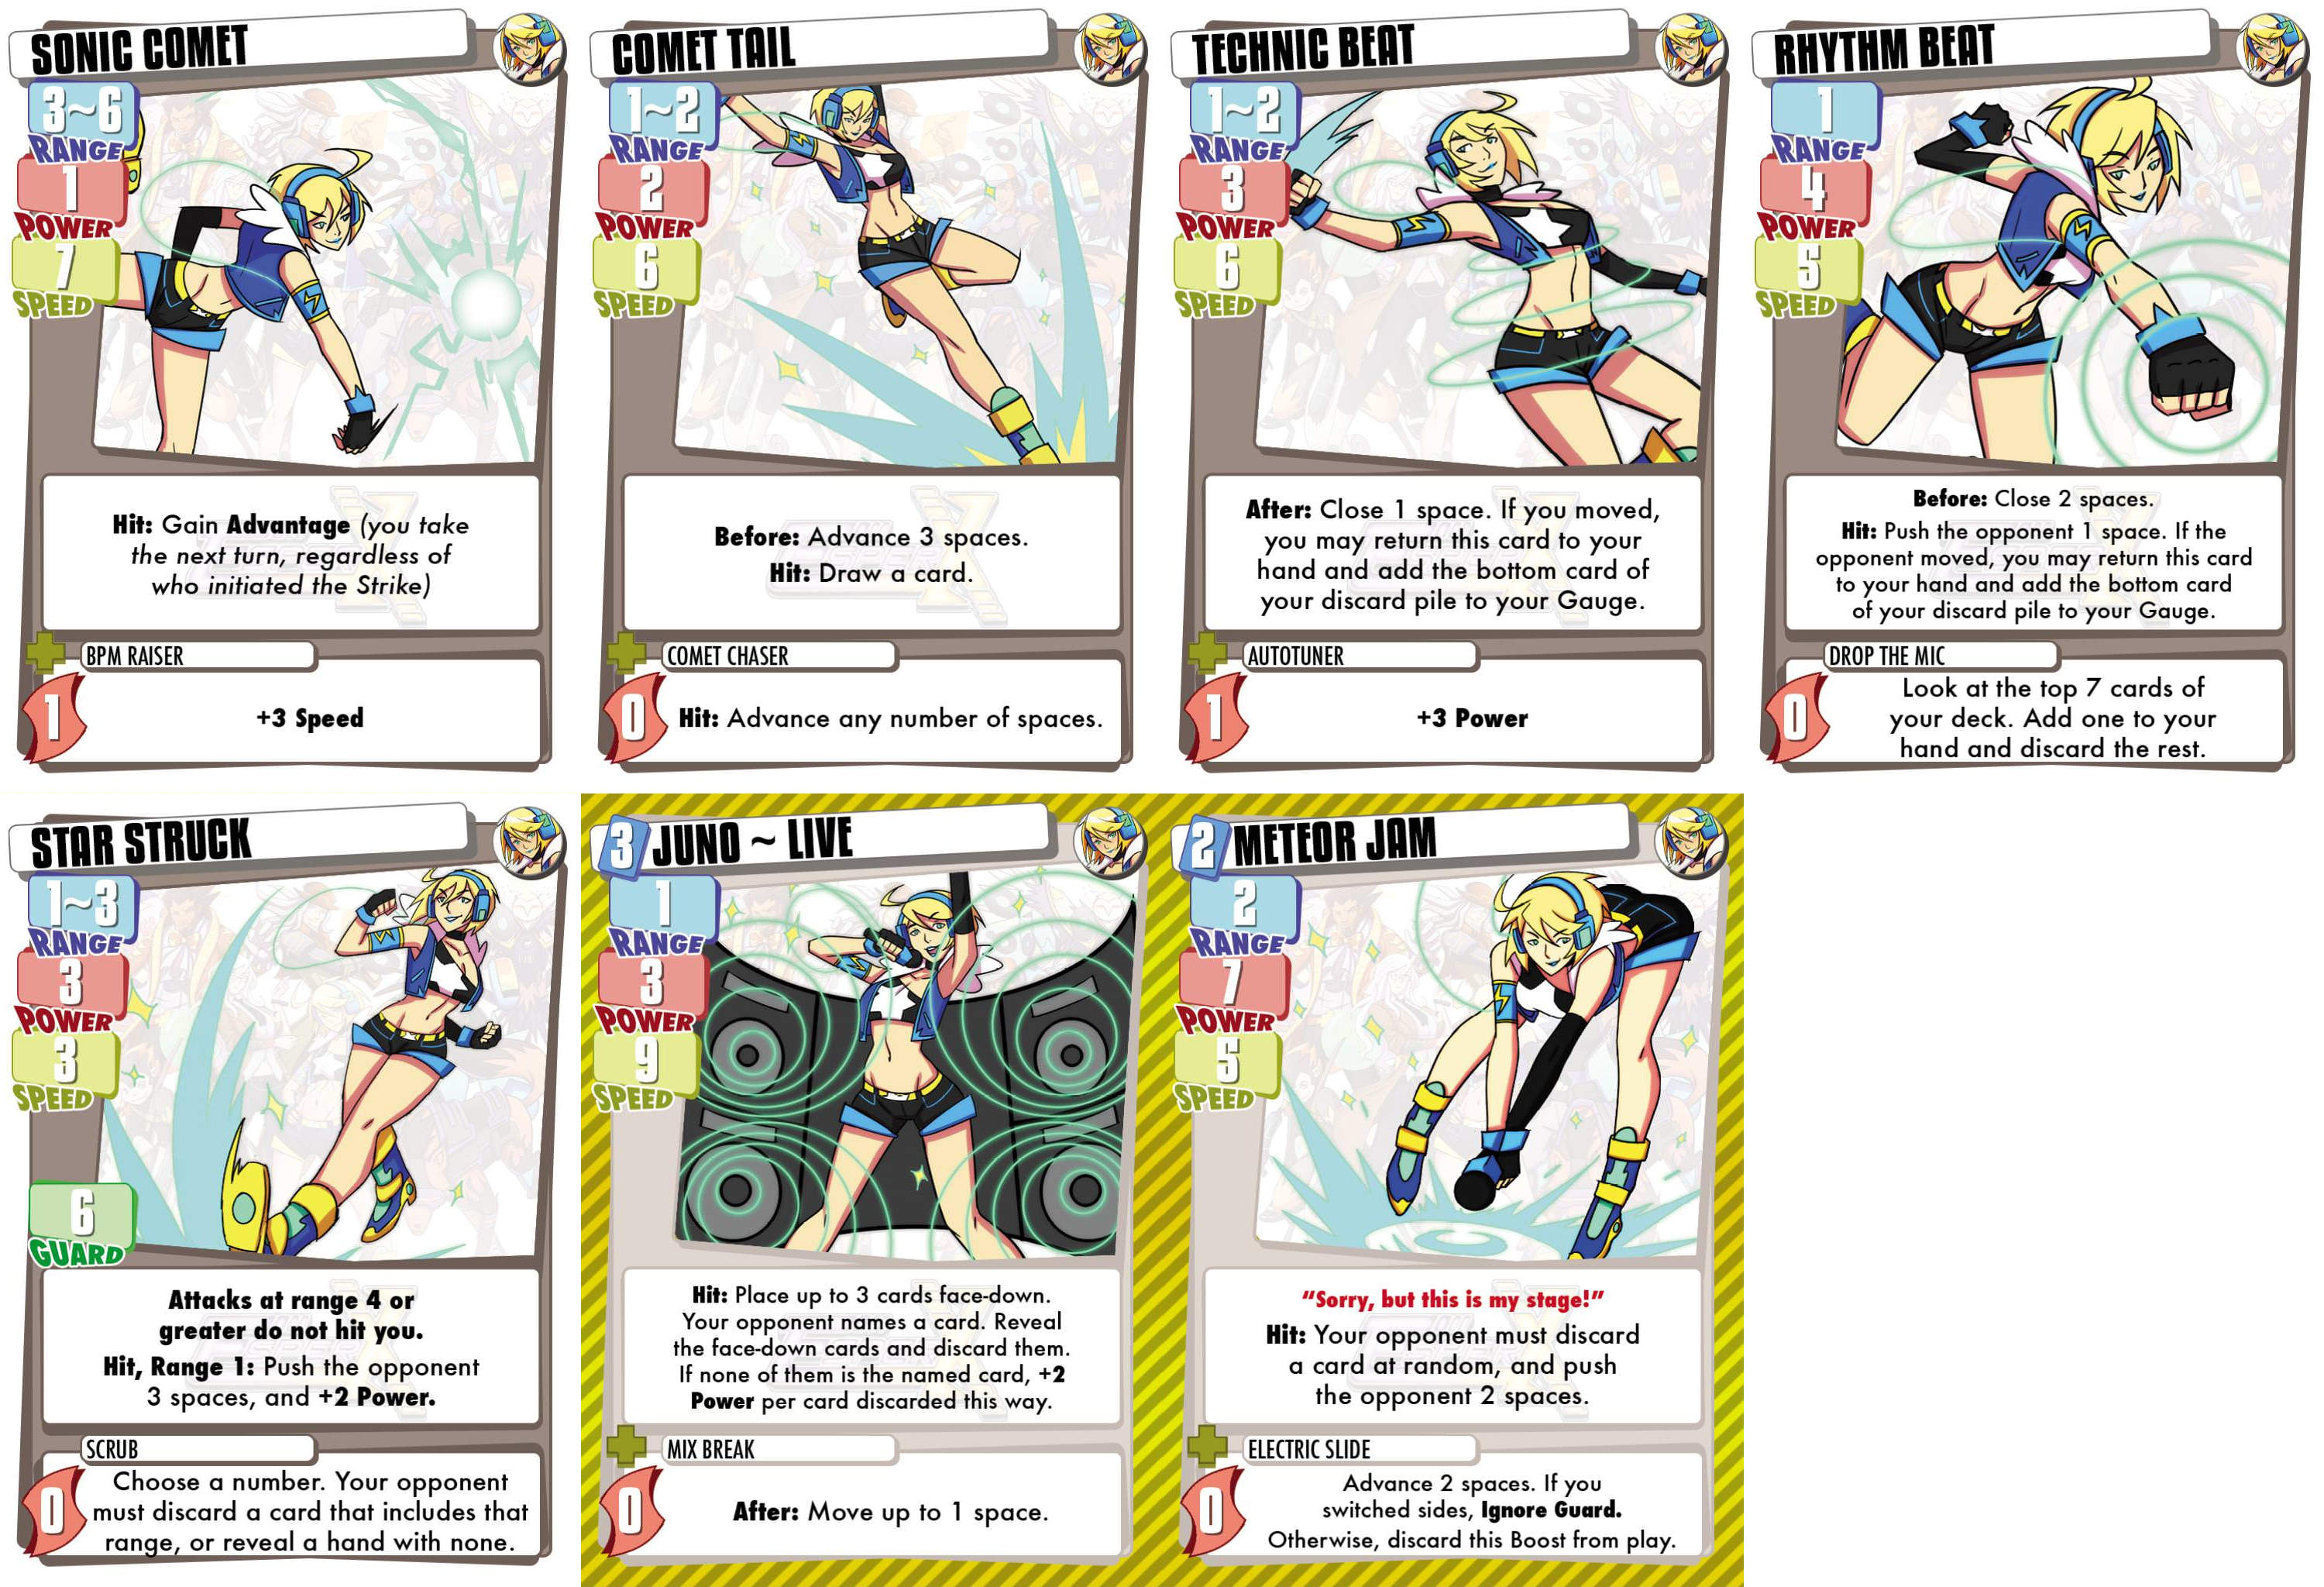 SONIC COMET
3~6
RANGE
1
POWER
7
SPEED
Hit: Gain Advantage (you take
the next turn, regardless of
who initiated the Strike)
BPM RAISER
1
+3 Speed
COMET TAIL
1~2
RANGE
2
POWER
6
SPEED
Before: Advance 3 spaces.
Hit: Draw a card.
COMET CHASER
0
Hit: Advance any number of spaces.
TECHNIC BEAT
1~2
RANGE
3
POWER
6
SPEED
After: Close 1 space. If you moved,
you may return this card to your
hand and add the bottom card of
your discard pile to your Gauge.
AUTOTUNER
1
+3 Power
RHYTHM BEAT
1
RANGE
4
POWER
5
SPEED
Before: Close 2 spaces.
Hit: Push the opponent 1 space. If the
opponent moved, you may return this card
to your hand and add the bottom card
of your discard pile to your Gauge.
DROP THE MIC
0
Look at the top 7 cards of
your deck. Add one to your
hand and discard the rest.
STAR STRUCK
1~3
RANGE
3
POWER
3
SPEED
6
GUARD
Attacks at range 4 or
greater do not hit you.
Hit, Range 1: Push the opponent
3 spaces, and +2 Power.
SCRUB
0
Choose a number. Your opponent
must discard a card that includes that
range, or reveal a hand with none.
3
JUNO ~ LIVE
1
RANGE
3
POWER
9
SPEED
Hit: Place up to 3 cards face-down.
Your opponent names a card. Reveal
the face-down cards and discard them.
If none of them is the named card, +2
Power per card discarded this way.
MIX BREAK
0
After: Move up to 1 space.
2
METEOR JAM
2
RANGE
7
POWER
5
SPEED
"Sorry, but this is my stage!"
Hit: Your opponent must discard
a card at random, and push
the opponent 2 spaces.
ELECTRIC SLIDE
0
Advance 2 spaces. If you
switched sides, Ignore Guard.
Otherwise, discard this Boost from play.